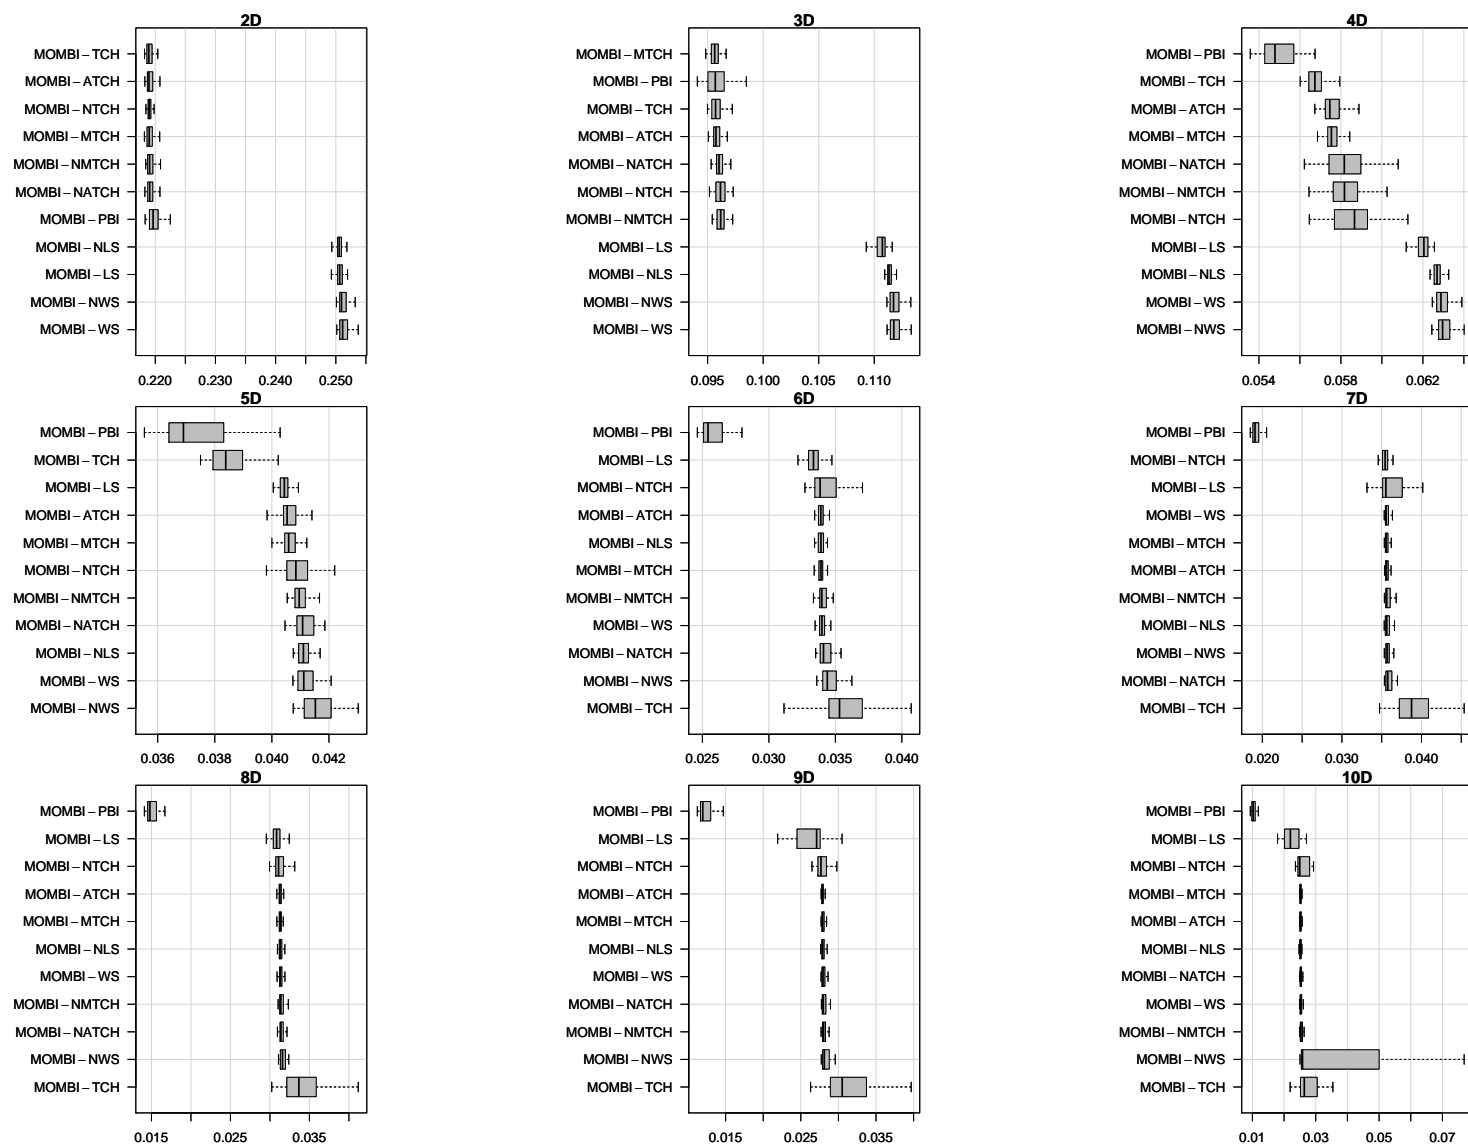 2D
MOMBI−TCH
MOMBI−ATCH
MOMBI−NTCH
MOMBI−MTCH
MOMBI−NMTCH
MOMBI−NATCH
MOMBI−PBI
MOMBI−NLS
MOMBI−LS
MOMBI−NWS
MOMBI−WS
0.220 0.230 0.240 0.250
3D
MOMBI−MTCH
MOMBI−PBI
MOMBI−TCH
MOMBI−ATCH
MOMBI−NATCH
MOMBI−NTCH
MOMBI−NMTCH
MOMBI−LS
MOMBI−NLS
MOMBI−NWS
MOMBI−WS
0.095 0.100 0.105 0.110
4D
MOMBI−PBI
MOMBI−TCH
MOMBI−ATCH
MOMBI−MTCH
MOMBI−NATCH
MOMBI−NMTCH
MOMBI−NTCH
MOMBI−LS
MOMBI−NLS
MOMBI−WS
MOMBI−NWS
0.054 0.058 0.062
5D
MOMBI−PBI
MOMBI−TCH
MOMBI−LS
MOMBI−ATCH
MOMBI−MTCH
MOMBI−NTCH
MOMBI−NMTCH
MOMBI−NATCH
MOMBI−NLS
MOMBI−WS
MOMBI−NWS
0.036 0.038 0.040 0.042
6D
MOMBI−PBI
MOMBI−LS
MOMBI−NTCH
MOMBI−ATCH
MOMBI−NLS
MOMBI−MTCH
MOMBI−NMTCH
MOMBI−WS
MOMBI−NATCH
MOMBI−NWS
MOMBI−TCH
0.025 0.030 0.035 0.040
7D
MOMBI−PBI
MOMBI−NTCH
MOMBI−LS
MOMBI−WS
MOMBI−MTCH
MOMBI−ATCH
MOMBI−NMTCH
MOMBI−NLS
MOMBI−NWS
MOMBI−NATCH
MOMBI−TCH
0.020 0.030 0.040
8D
MOMBI−PBI
MOMBI−LS
MOMBI−NTCH
MOMBI−ATCH
MOMBI−MTCH
MOMBI−NLS
MOMBI−WS
MOMBI−NMTCH
MOMBI−NATCH
MOMBI−NWS
MOMBI−TCH
0.015 0.025 0.035
9D
MOMBI−PBI
MOMBI−LS
MOMBI−NTCH
MOMBI−ATCH
MOMBI−MTCH
MOMBI−NLS
MOMBI−WS
MOMBI−NATCH
MOMBI−NMTCH
MOMBI−NWS
MOMBI−TCH
0.015 0.025 0.035
10D
MOMBI−PBI
MOMBI−LS
MOMBI−NTCH
MOMBI−MTCH
MOMBI−ATCH
MOMBI−NLS
MOMBI−NATCH
MOMBI−WS
MOMBI−NMTCH
MOMBI−NWS
MOMBI−TCH
0.01 0.03 0.05 0.07